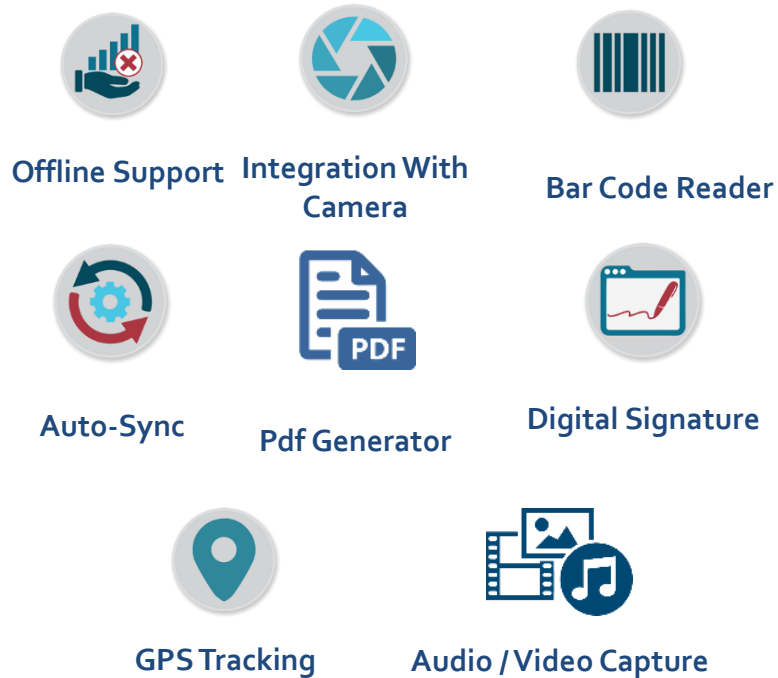 Offline Support
Integration With
Camera
Bar Code Reader
PDF
Auto-Sync
Pdf Generator
Digital Signature
GPS Tracking
Audio / Video Capture